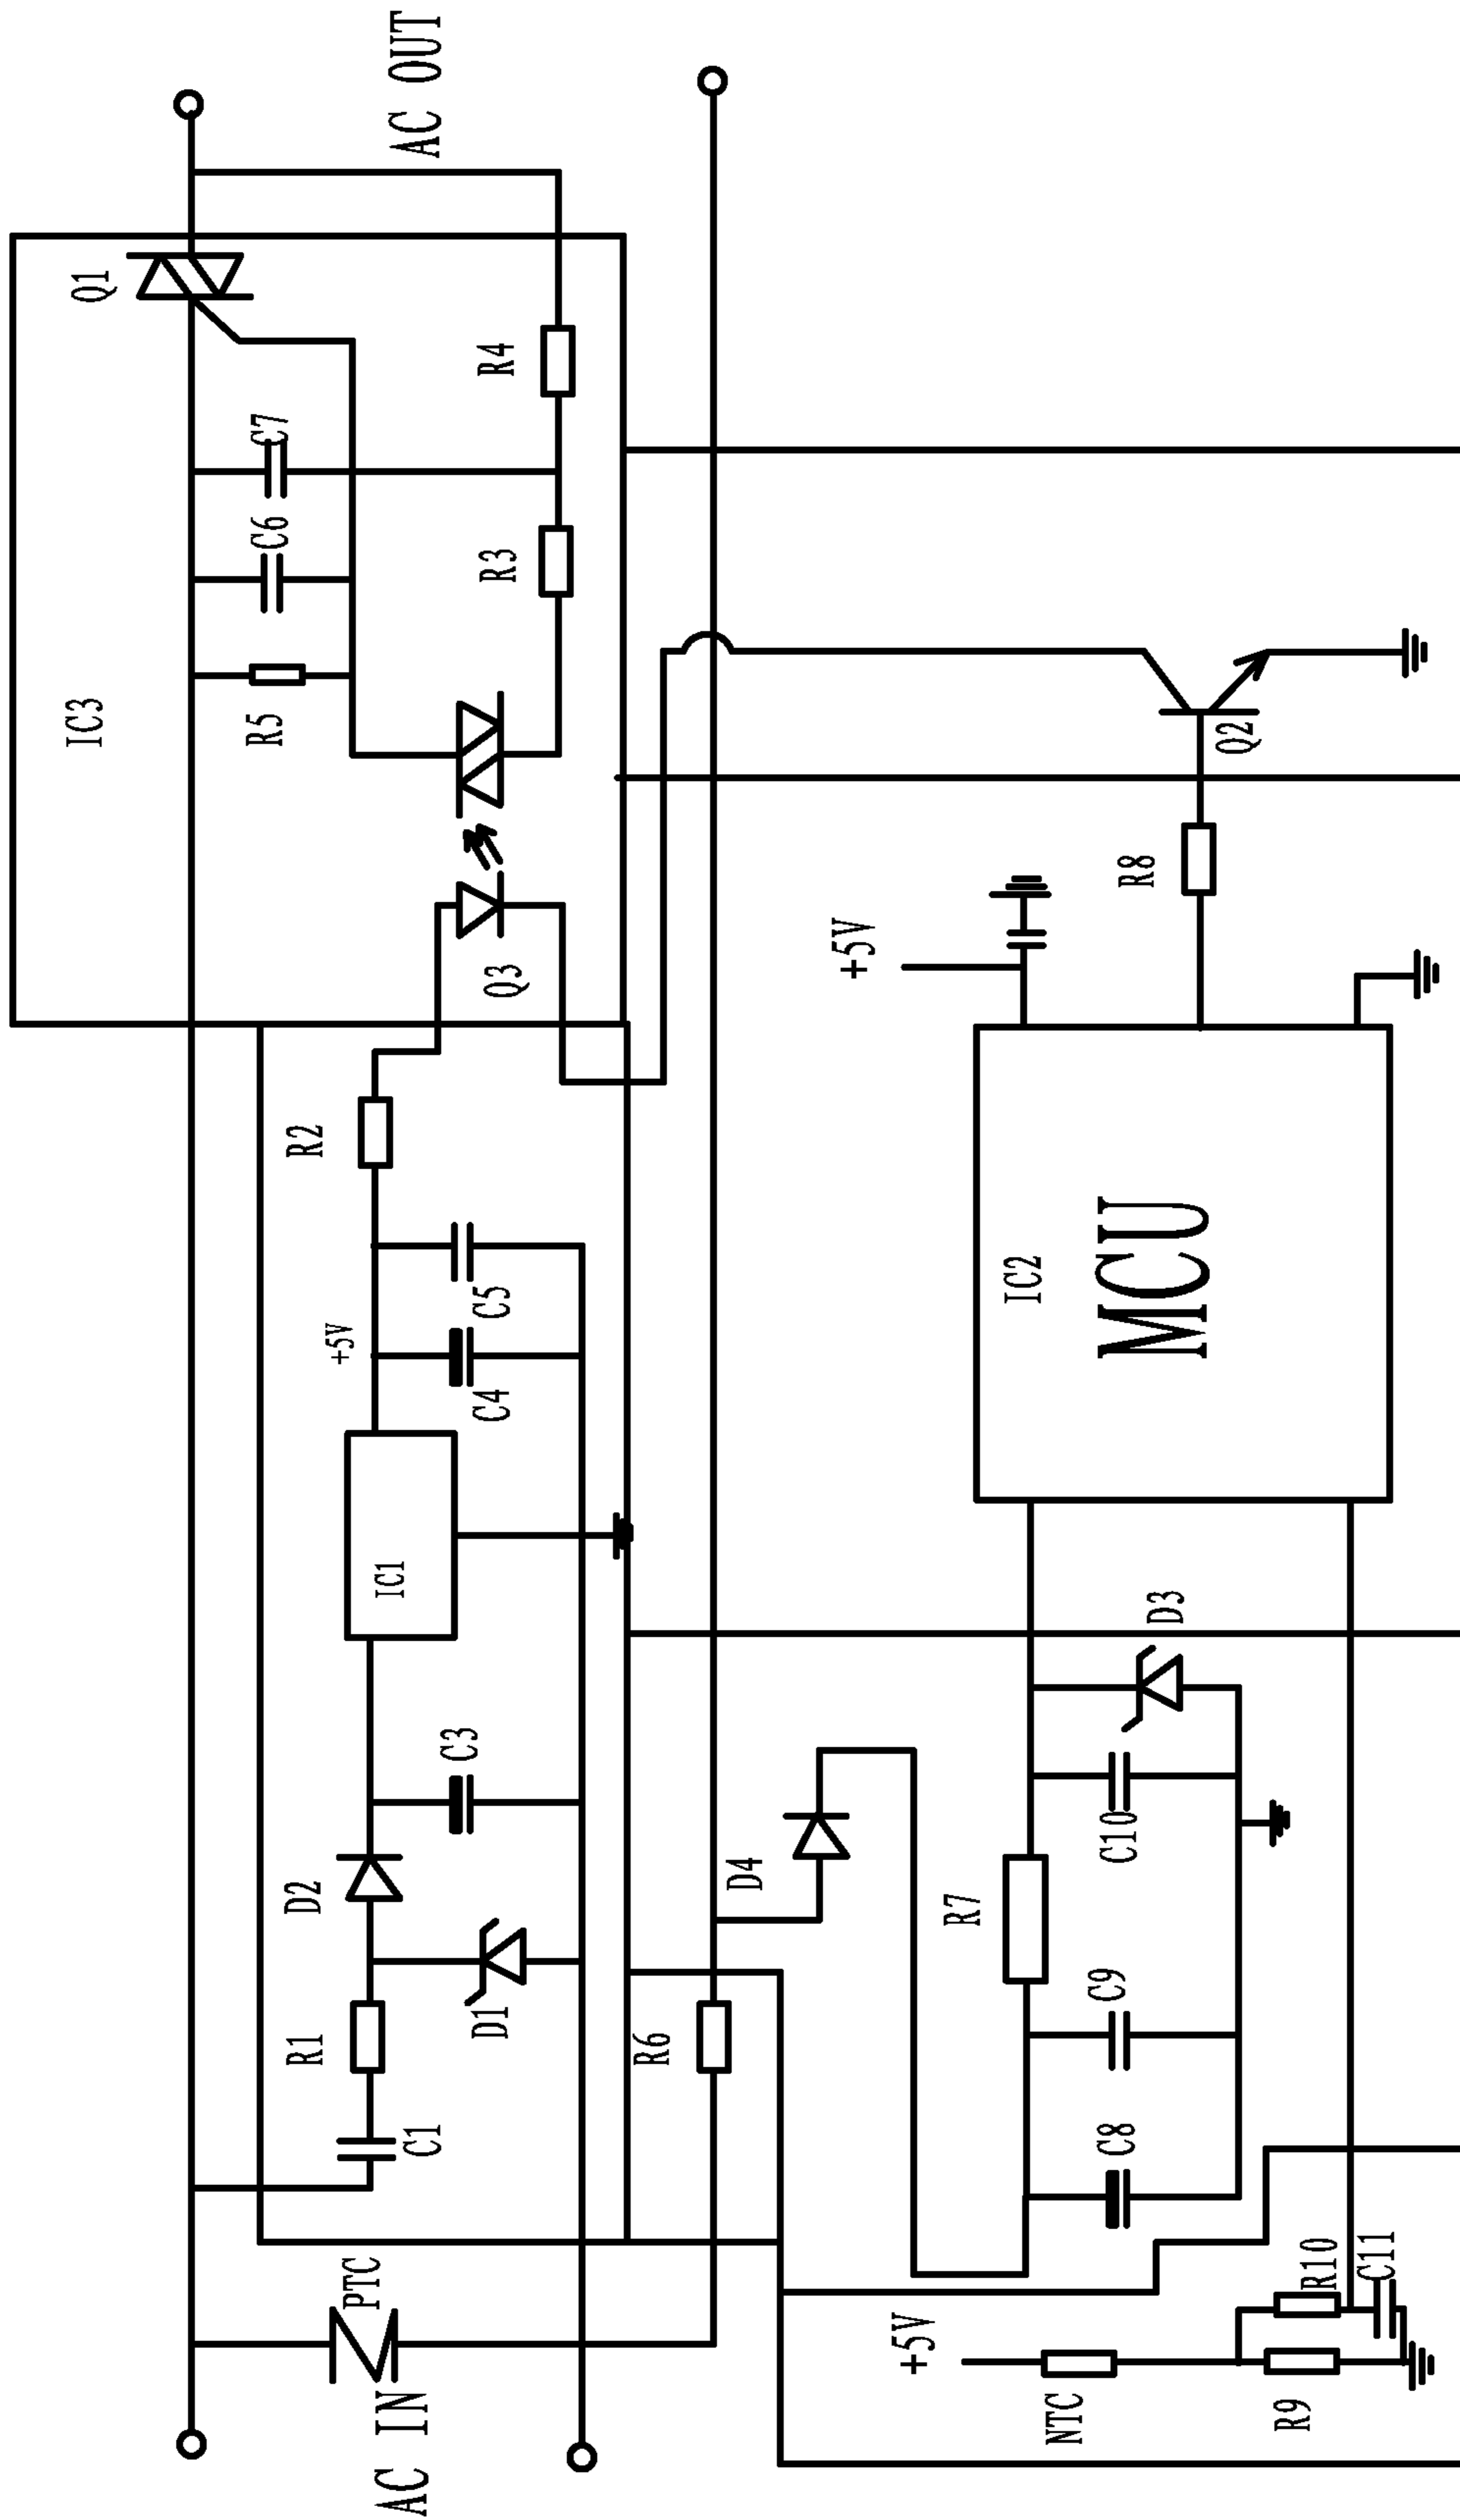 IC3
Q1
R5
C6
C7
R3
R4
AC OUT
Q3
R2
+5V
C4
C5
IC1
D2
C3
R1
D1
C1
PTC
AC IN
R6
D4
+5V
R8
Q2
IC2
MCU
D3
C10
R7
C9
C8
+5V
NTC
R9
R10
C11